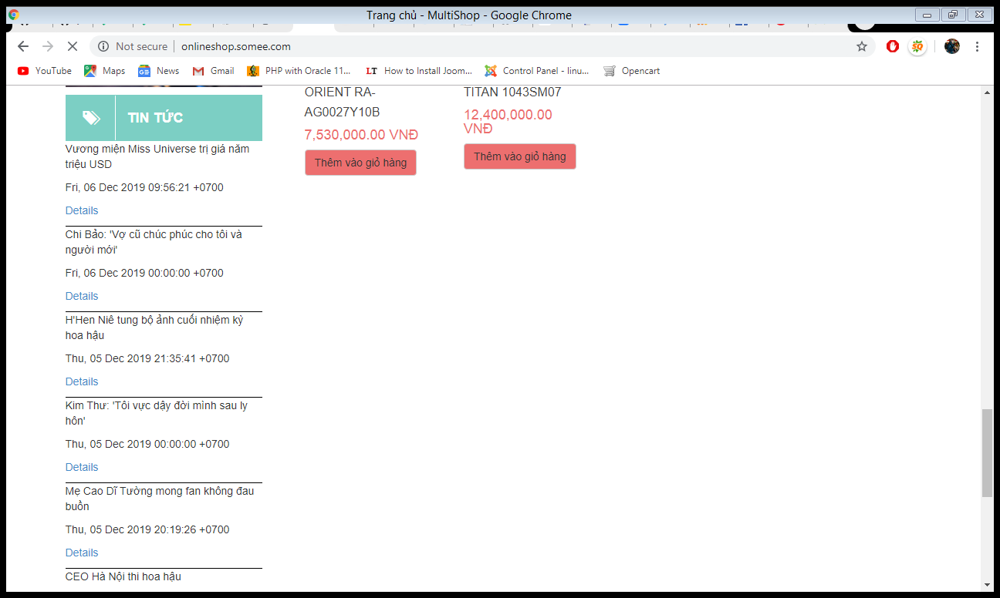 Trang chủ - MultiShop - Google Chrome
Not secure | onlineshop.somee.com
YouTube Maps News Gmail PHP with Oracle 11... LT How to Install Joom... Control Panel - linu... Opencart
TIN TỨC
Vương miện Miss Universe trị giá năm
triệu USD
Fri, 06 Dec 2019 09:56:21 +0700
Details
Chi Bảo: 'Vợ cũ chúc phúc cho tôi và
người mới'
Fri, 06 Dec 2019 00:00:00 +0700
Details
H'Hen Niê tung bộ ảnh cuối nhiệm kỳ
hoa hậu
Thu, 05 Dec 2019 21:35:41 +0700
Details
Kim Thư: 'Tôi vực dậy đời mình sau ly
hôn'
Thu, 05 Dec 2019 00:00:00 +0700
Details
Mẹ Cao Dĩ Tường mong fan không đau
buồn
Thu, 05 Dec 2019 20:19:26 +0700
Details
CEO Hà Nội thi hoa hậu
ORIENT RA-
AG0027Y10B
7,530,000.00 VNĐ
Thêm vào giỏ hàng
TITAN 1043SM07
12,400,000.00
VNĐ
Thêm vào giỏ hàng